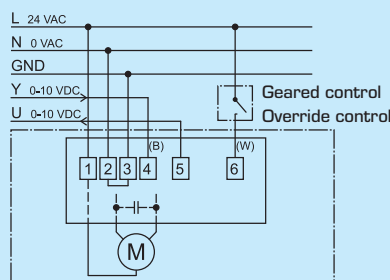 L 24 VAC
N 0 VAC
GND
Y 0-10 VDC
Geared control
U 0-10 VDC
Override control
(B)
(W)
1 2 3 4 5 6
M